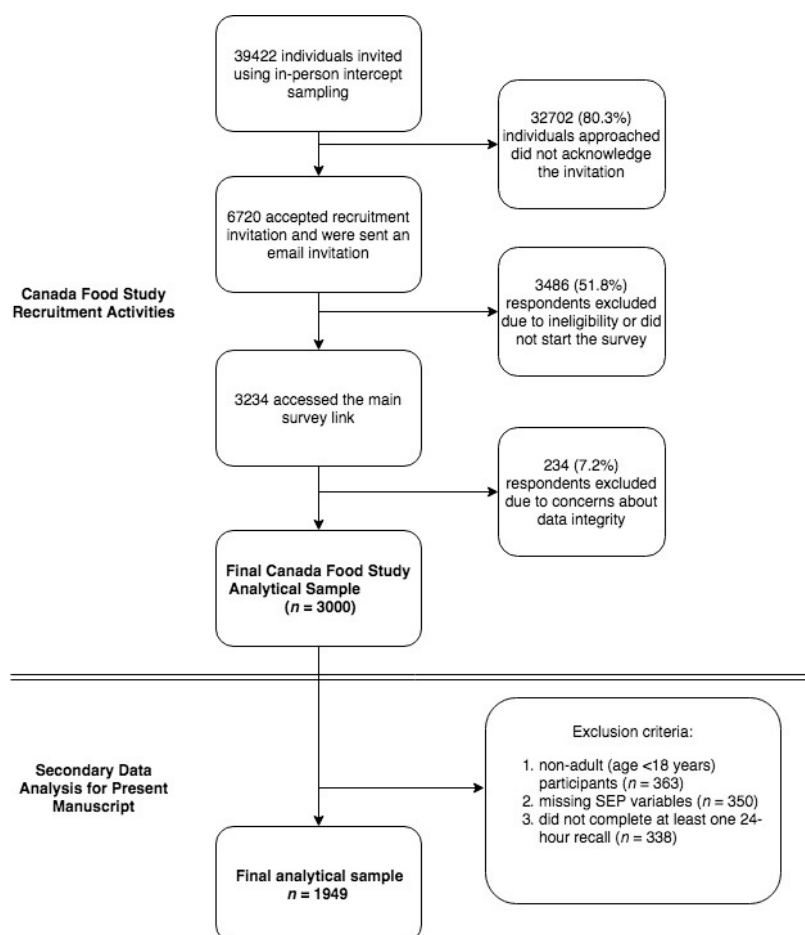 39422 individuals invited
using in-person intercept
sampling
32702 (80.3%)
individuals approached
did not acknowledge
the invitation
6720 accepted recruitment
invitation and were sent an
email invitation
Canada Food Study
Recruitment Activities
3486 (51.8%)
respondents excluded
due to ineligibility or did
not start the survey
3234 accessed the main
survey link
234 (7.2%)
respondents excluded
due to concerns about
data integrity
Final Canada Food Study
Analytical Sample
(n = 3000)
Secondary Data
Analysis for Present
Manuscript
Exclusion criteria:
1. non-adult (age <18 years)
participants (n = 363)
2. missing SEP variables (n = 350)
3. did not complete at least one 24-
hour recall (n = 338)
Final analytical sample
n = 1949